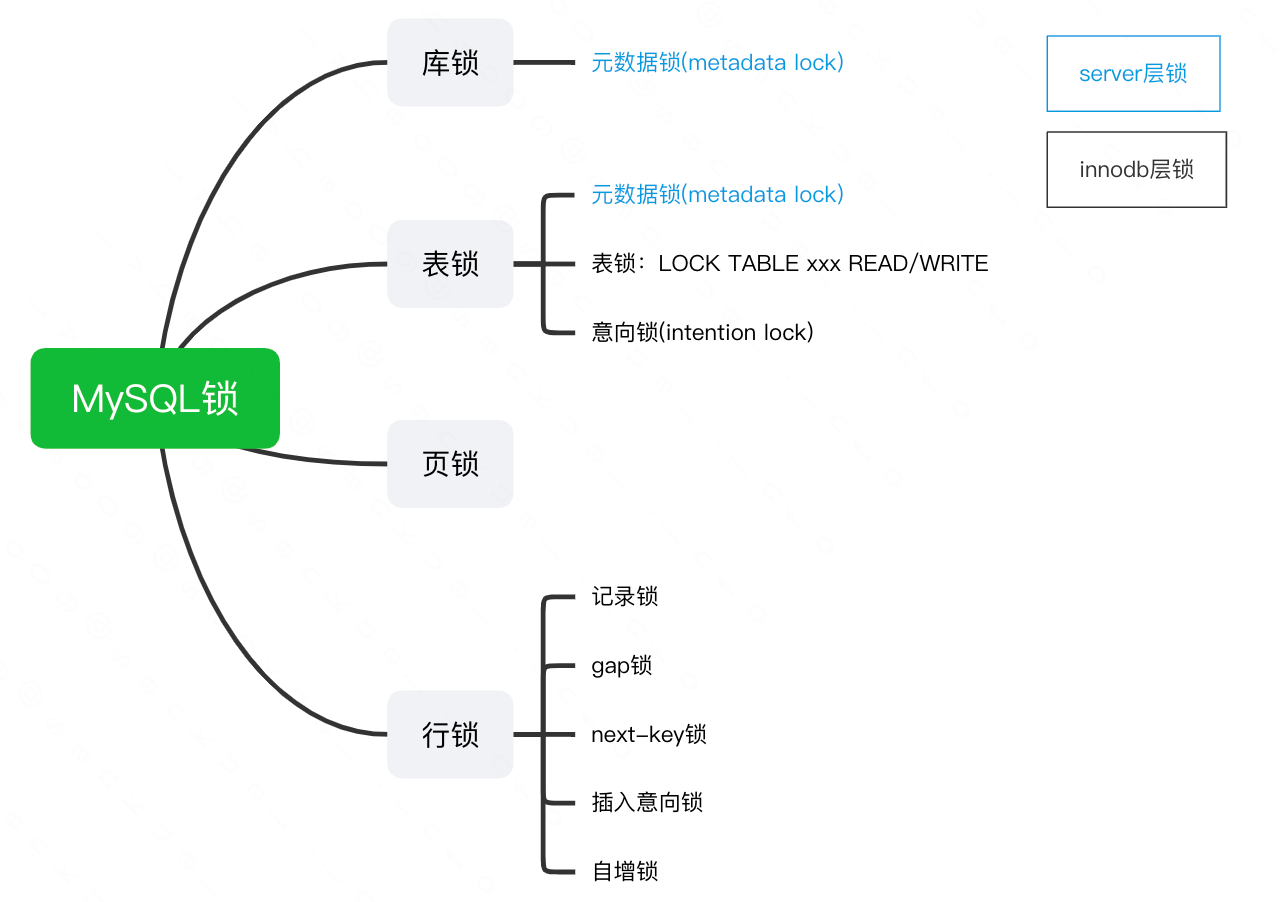 库锁
元数据锁(metadata lock)
server层锁
innodb层锁
元数据锁(metadata lock)
表锁
表锁：LOCK TABLE xxx READ/WRITE
意向锁(intention lock)
MySQL锁
页锁
记录锁
gap锁
行锁
next-key锁
插入意向锁
自增锁